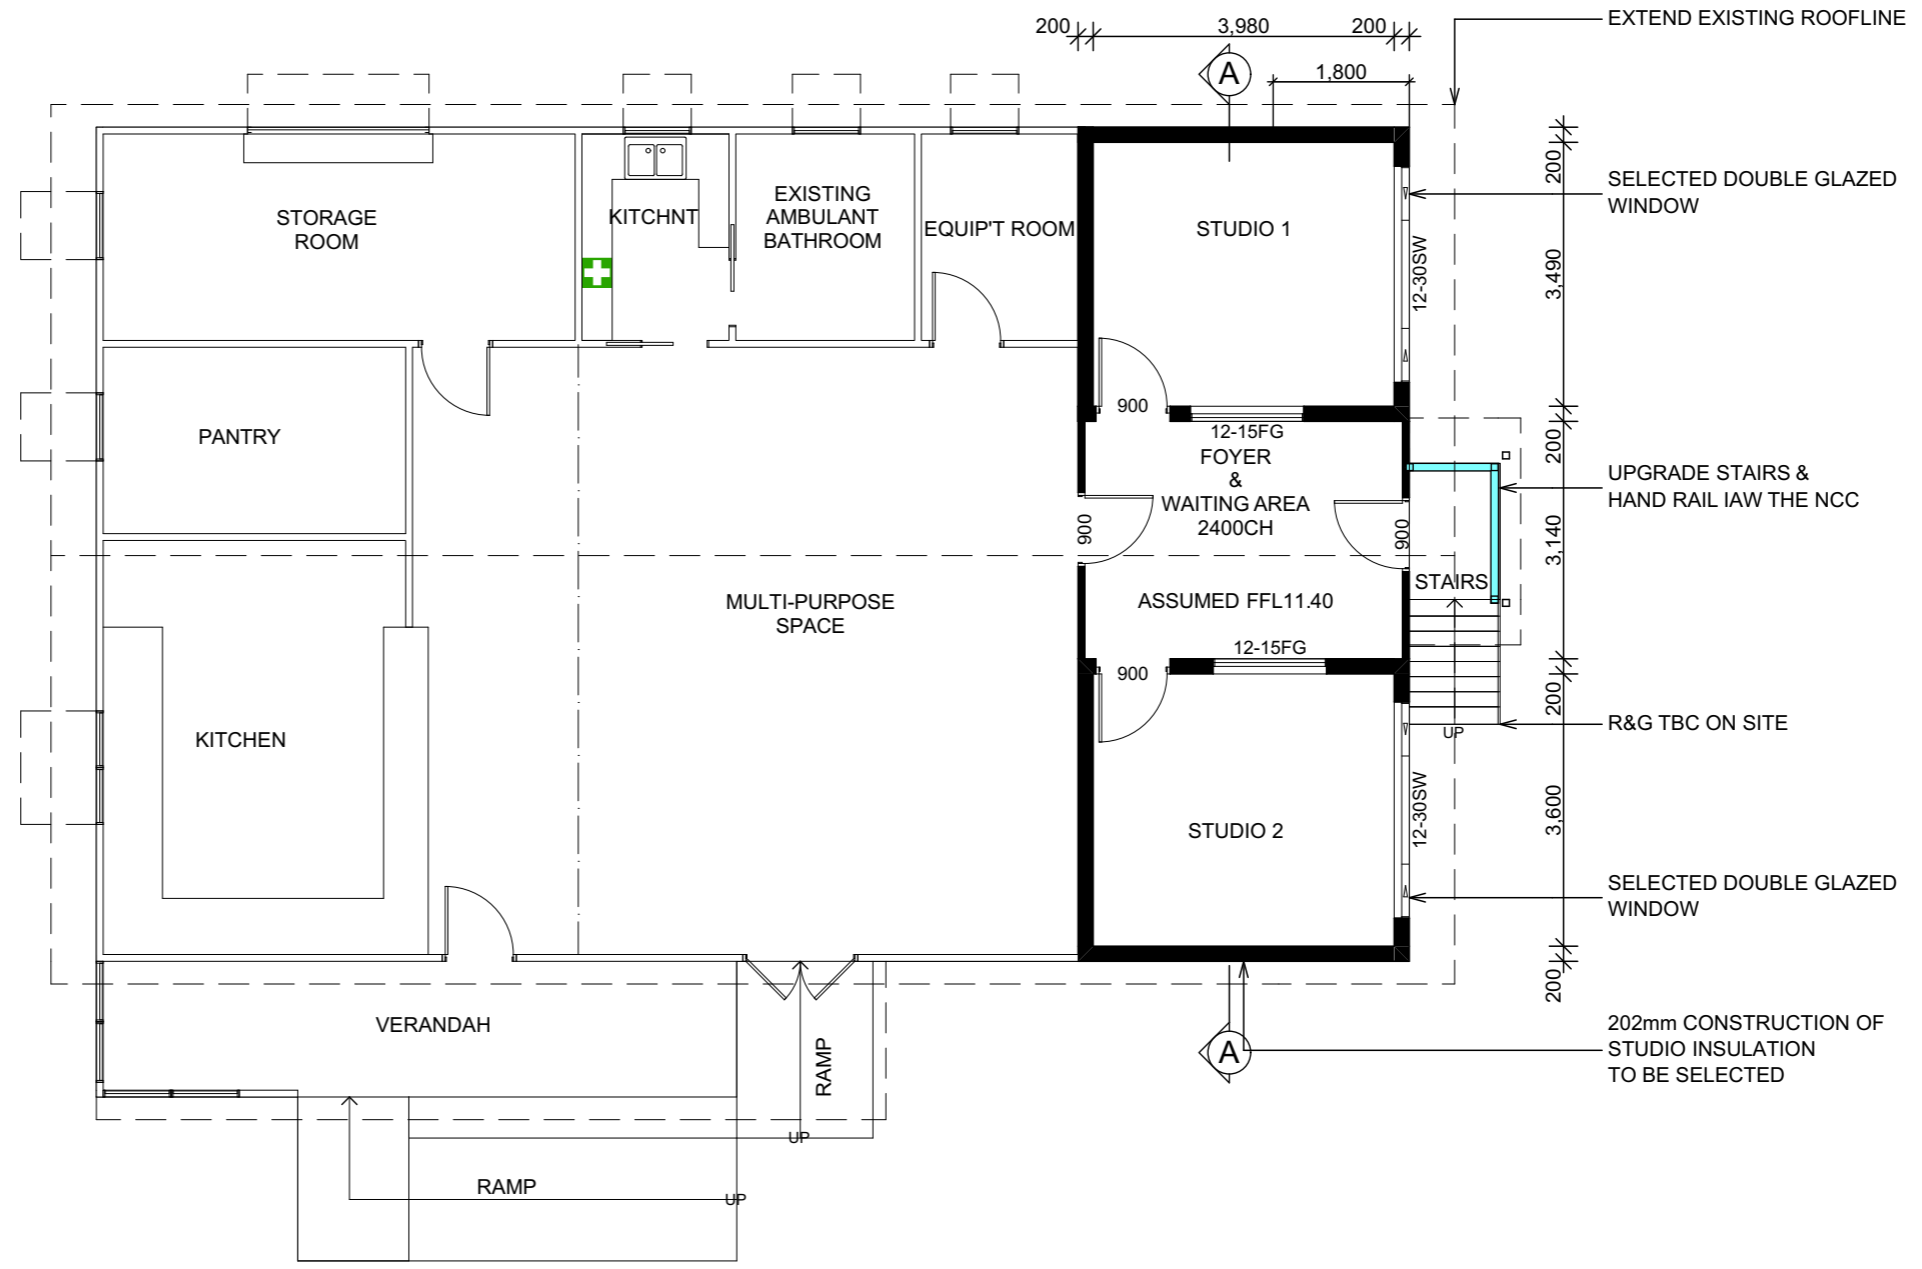 200
3,980
200
EXTEND EXISTING ROOFLINE
A
1,800
STORAGE
ROOM
KITCHNT
EXISTING
AMBULANT
BATHROOM
EQUIP'T ROOM
STUDIO 1
12-30SW
200
3,490
200
3,140
200
3,600
200
SELECTED DOUBLE GLAZED
WINDOW
PANTRY
900
12-15FG
FOYER
&
WAITING AREA
2400CH
900
900
ASSUMED FFL11.40
12-15FG
900
STAIRS
UP
UPGRADE STAIRS &
HAND RAIL IAW THE NCC
MULTI-PURPOSE
SPACE
KITCHEN
R&G TBC ON SITE
STUDIO 2
12-30SW
SELECTED DOUBLE GLAZED
WINDOW
VERANDAH
RAMP
UP
A
202mm CONSTRUCTION OF
STUDIO INSULATION
TO BE SELECTED
RAMP
UP